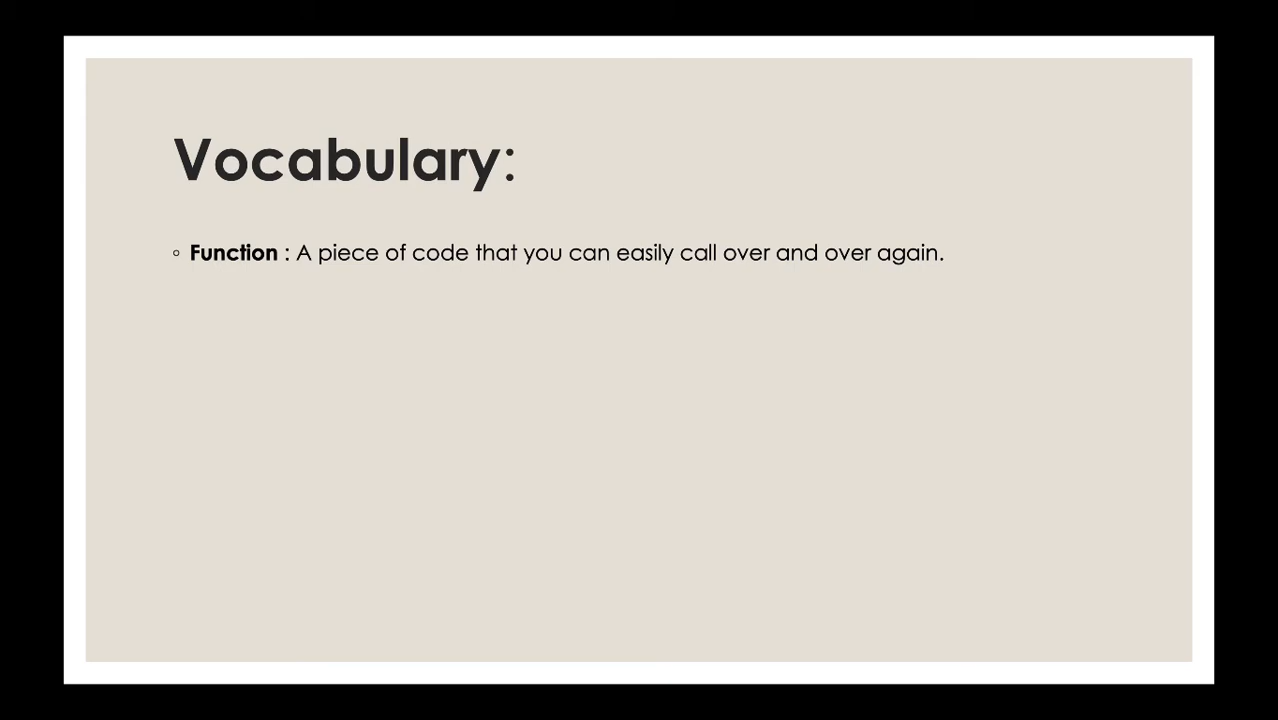 Vocabulary:
◦ Function : A piece of code that you can easily call over and over again.